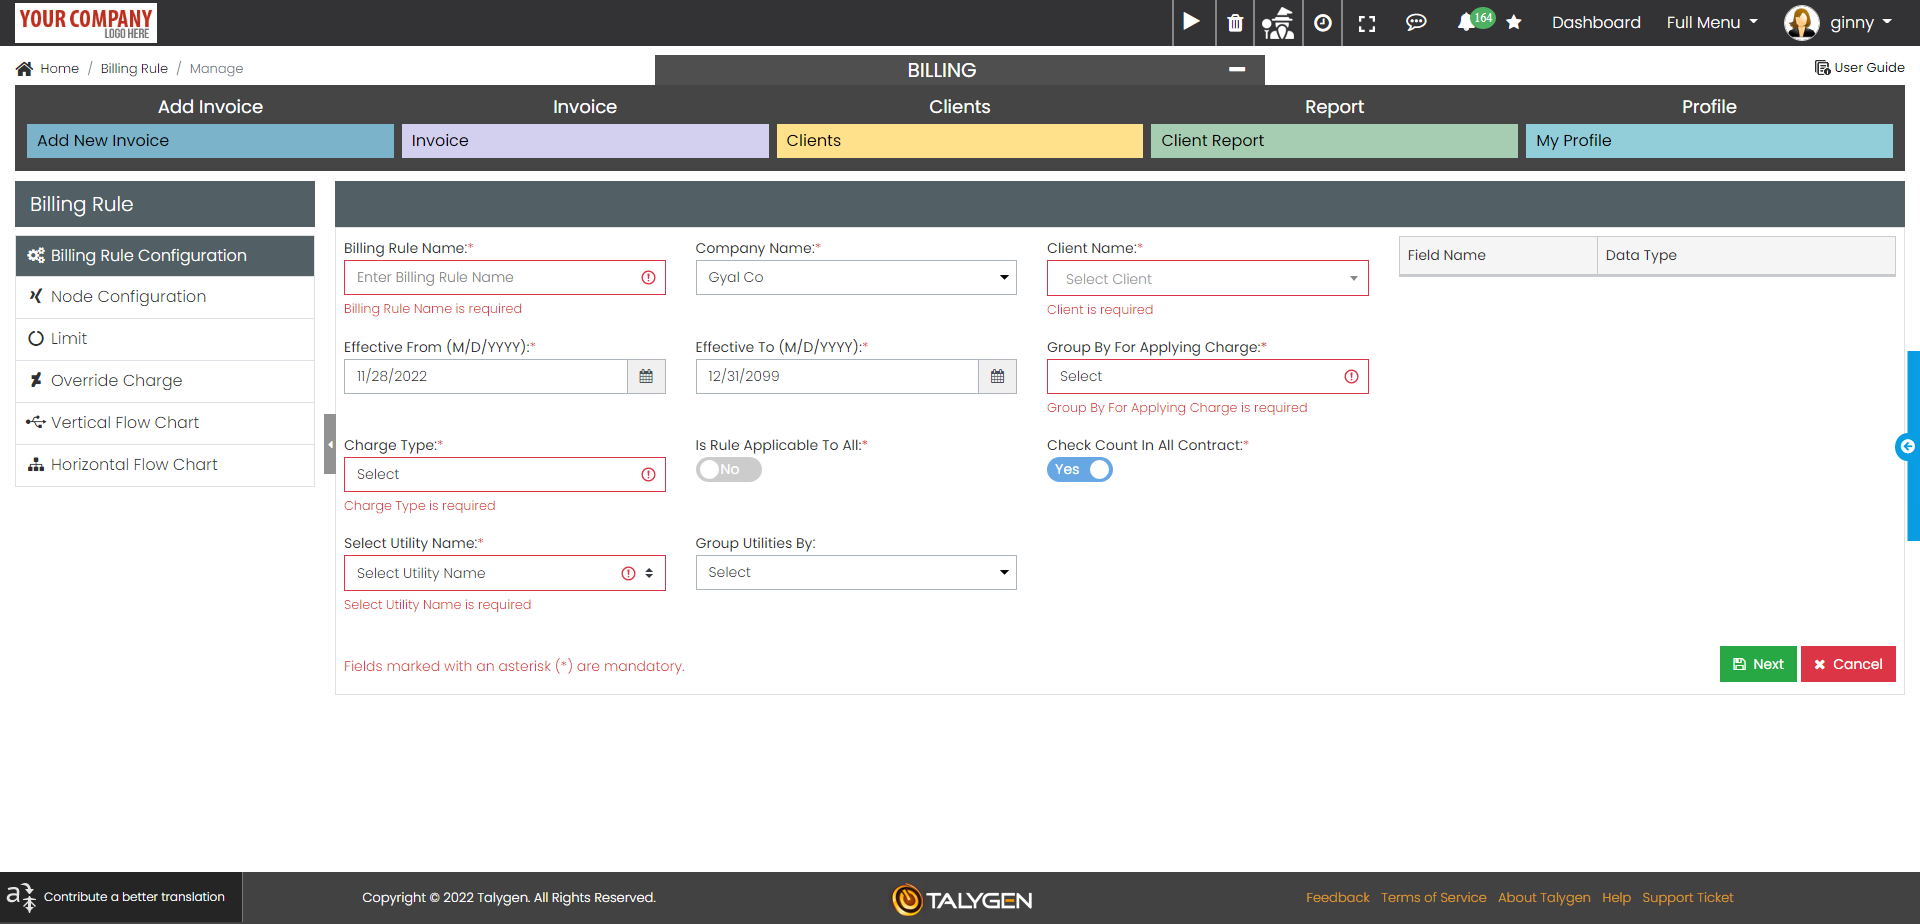 YOUR COMPANY
LOGO HERE
164
Dashboard
Full Menu
ginny
Home / Billing Rule / Manage
BILLING
User Guide
Add Invoice
Invoice
Clients
Report
Profile
Add New Invoice
Invoice
Clients
Client Report
My Profile
Billing Rule
Billing Rule Configuration
Node Configuration
Limit
Override Charge
Vertical Flow Chart
Horizontal Flow Chart
Billing Rule Name:*
Enter Billing Rule Name
Billing Rule Name is required
Company Name:*
Gyal Co
Client Name:*
Select Client
Client is required
Field Name
Data Type
Effective From (M/D/YYYY):*
11/28/2022
Effective To (M/D/YYYY):*
12/31/2099
Group By For Applying Charge:*
Select
Group By For Applying Charge is required
Charge Type:*
Select
Charge Type is required
Is Rule Applicable To All:*
No
Check Count In All Contract:*
Yes
Select Utility Name:*
Select Utility Name
Select Utility Name is required
Group Utilities By:
Select
Fields marked with an asterisk (*) are mandatory.
Next
Cancel
Contribute a better translation
Copyright © 2022 Talygen. All Rights Reserved.
TALYGEN
Feedback
Terms of Service
About Talygen
Help
Support Ticket